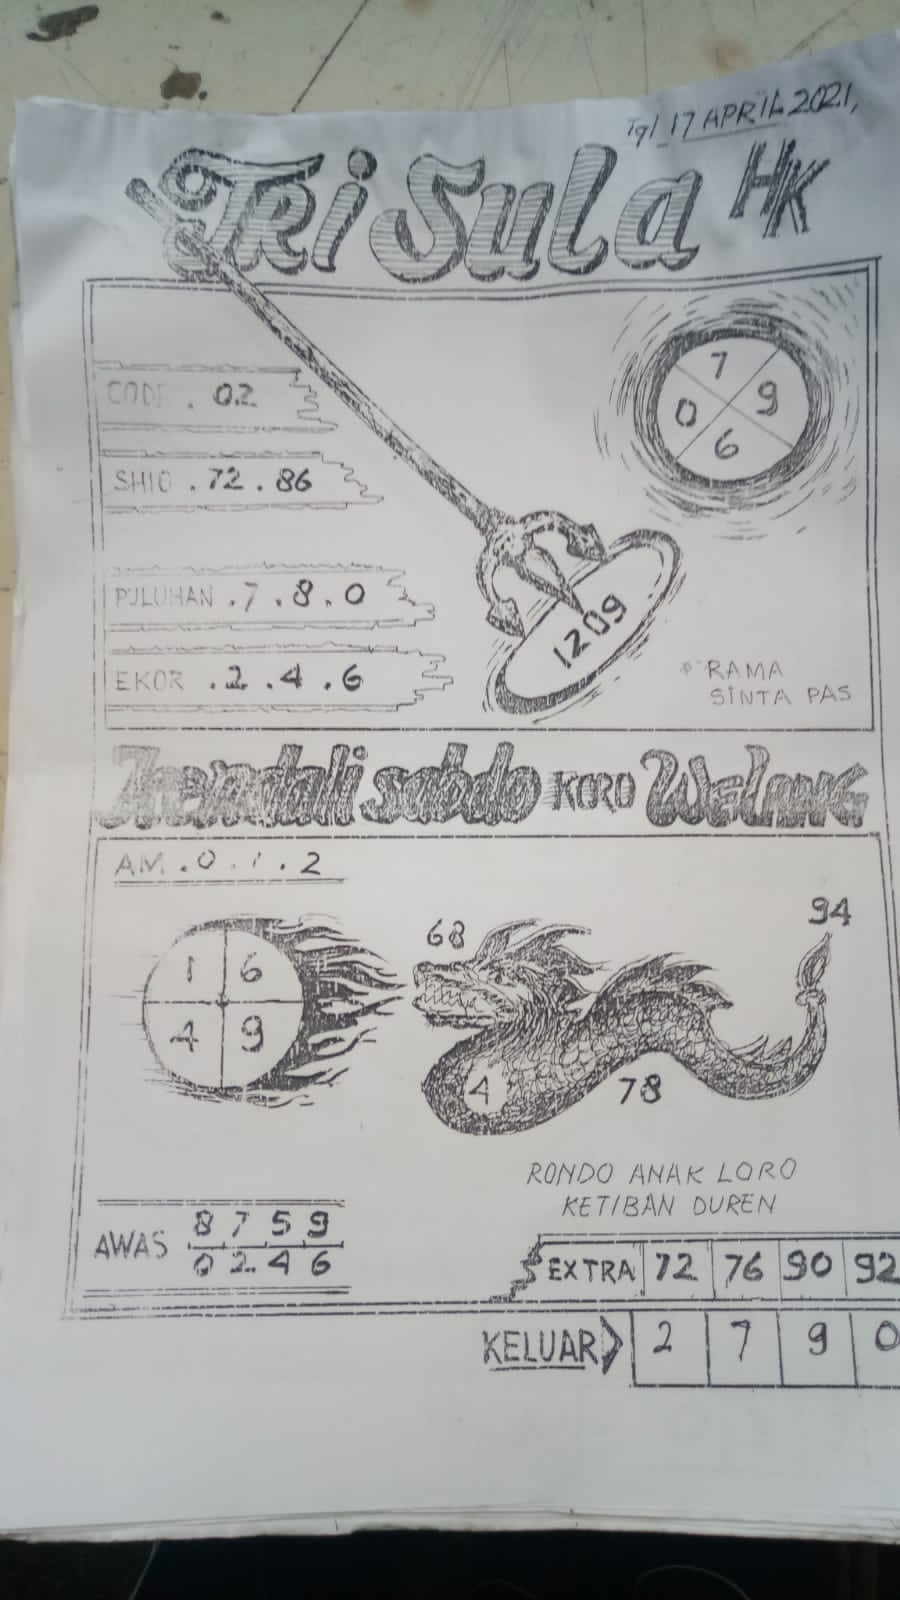 Tgl 17 APRIL 2021,
TRi Sula HK
CODE . 02
SHIO . 72 . 86
PULUHAN . 7 . 8 . 0
EKOR . 2 . 4 . 6
7
0 9
6
1209
RAMA
SINTA PAS
sabdo KORO WeLANG
AM . 0 . 1 . 2
1 6
4 9
68
94
4
78
RONDO ANAK LORO
KETIBAN DUREN
AWAS 8 7 5 9
0 2 4 6
EXTRA 72 76 90 92
KELUAR 2 7 9 0